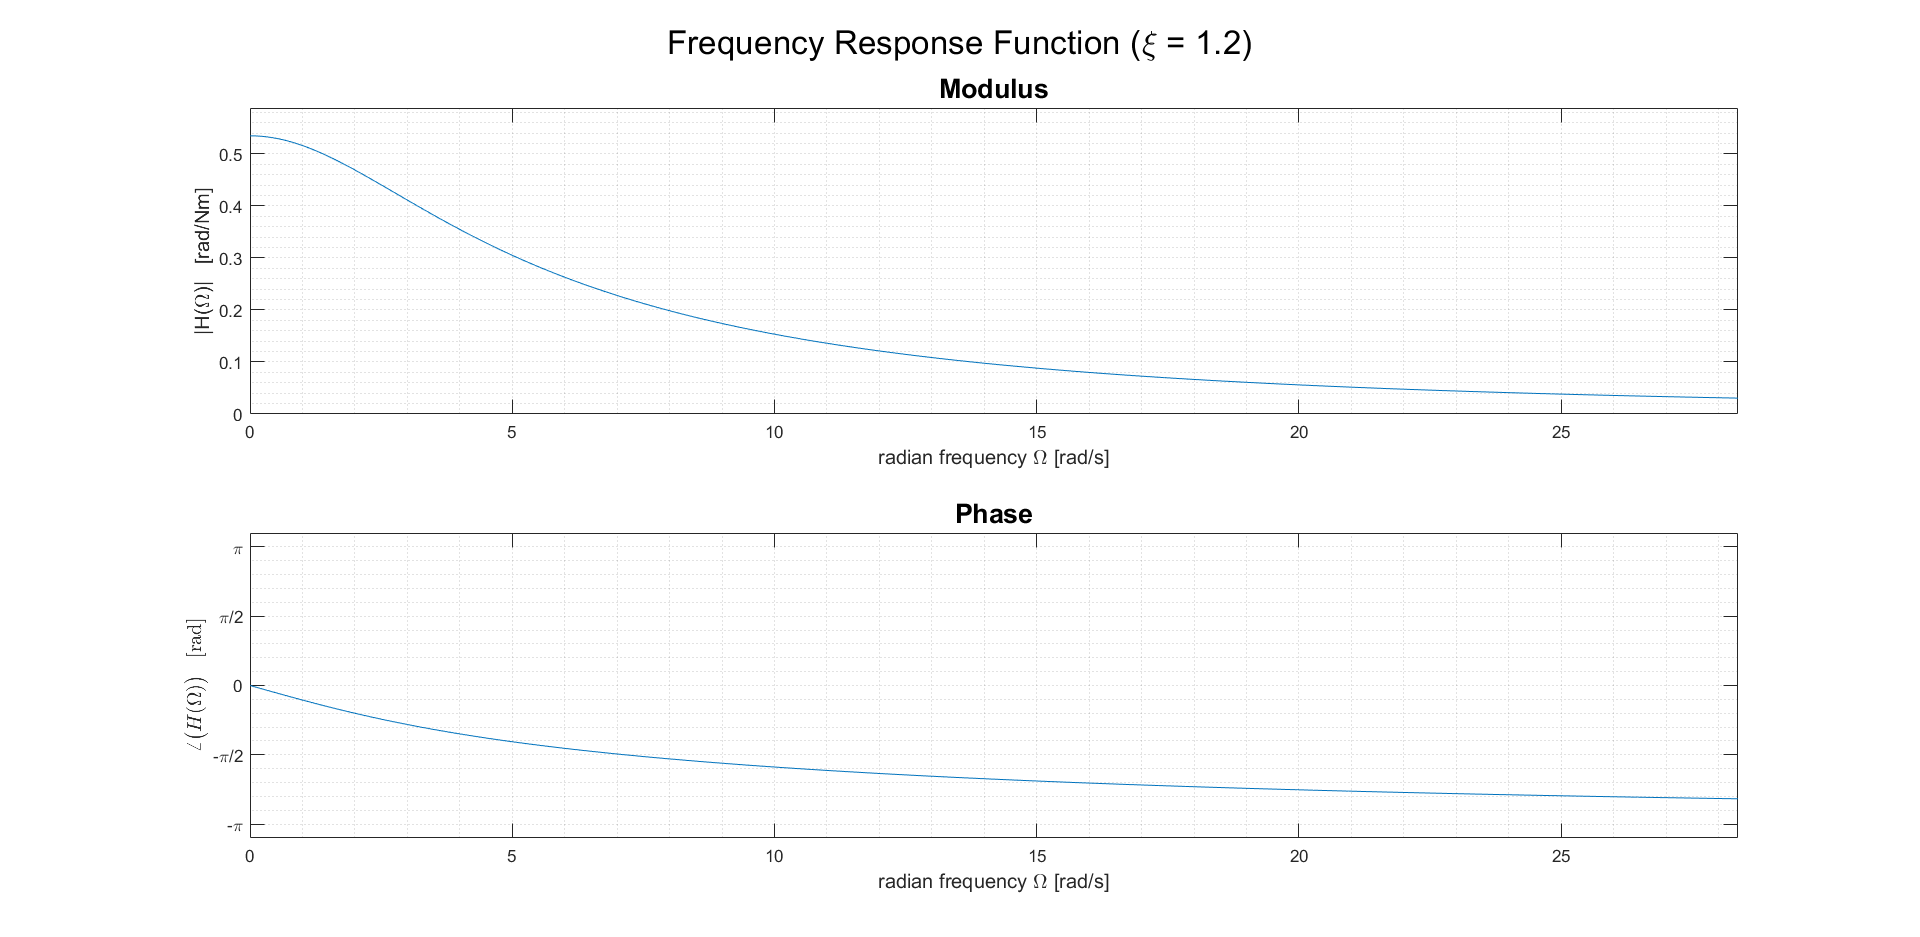 Frequency Response Function (ξ = 1.2)
Modulus
|H(Ω)| [rad/Nm]
0.5
0.4
0.3
0.2
0.1
0
0 5 10 15 20 25
radian frequency Ω [rad/s]
Phase
∠(H(Ω)) [rad]
π
π/2
0
-π/2
-π
0 5 10 15 20 25
radian frequency Ω [rad/s]